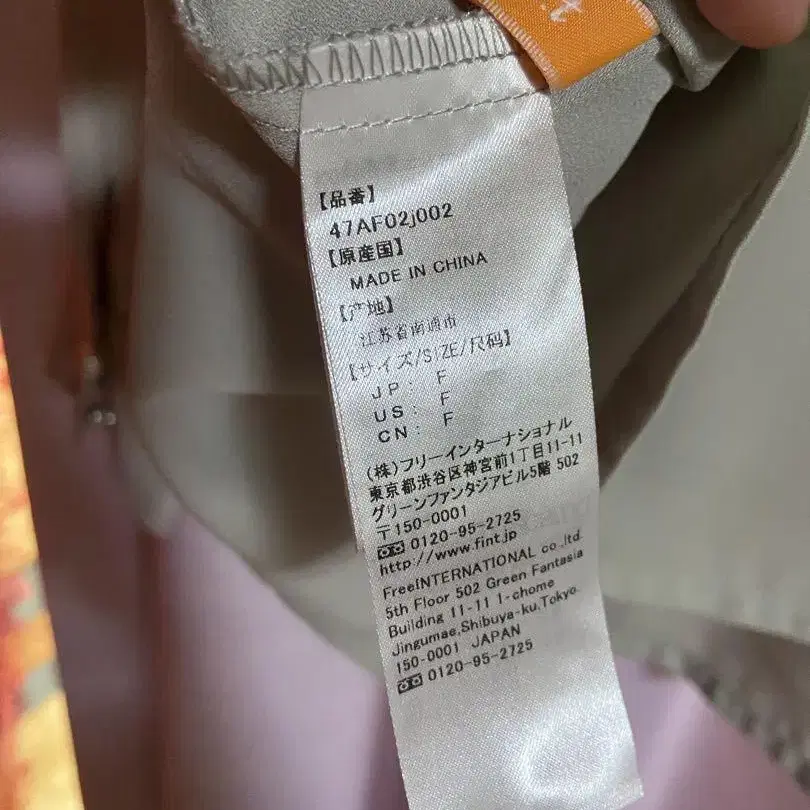 【品番】
47AF02J002
【原産国】
MADE IN CHINA
【产地】
江苏省南通市
【サイズ/SIZE/尺码】
JP: F
US: F
CN: F
(株)フリーインターナショナル
東京都渋谷区神宮前1丁目11-11
グリーンファンタジアビル5階 502
〒150-0001
0120-95-2725
http://www.fint.jp
FreeINTERNATIONAL co.,ltd.
5th Floor 502 Green Fantasia
Building 11-11 1-chome
Jingumae,Shibuya-ku,Tokyo.
150-0001 JAPAN
0120-95-2725